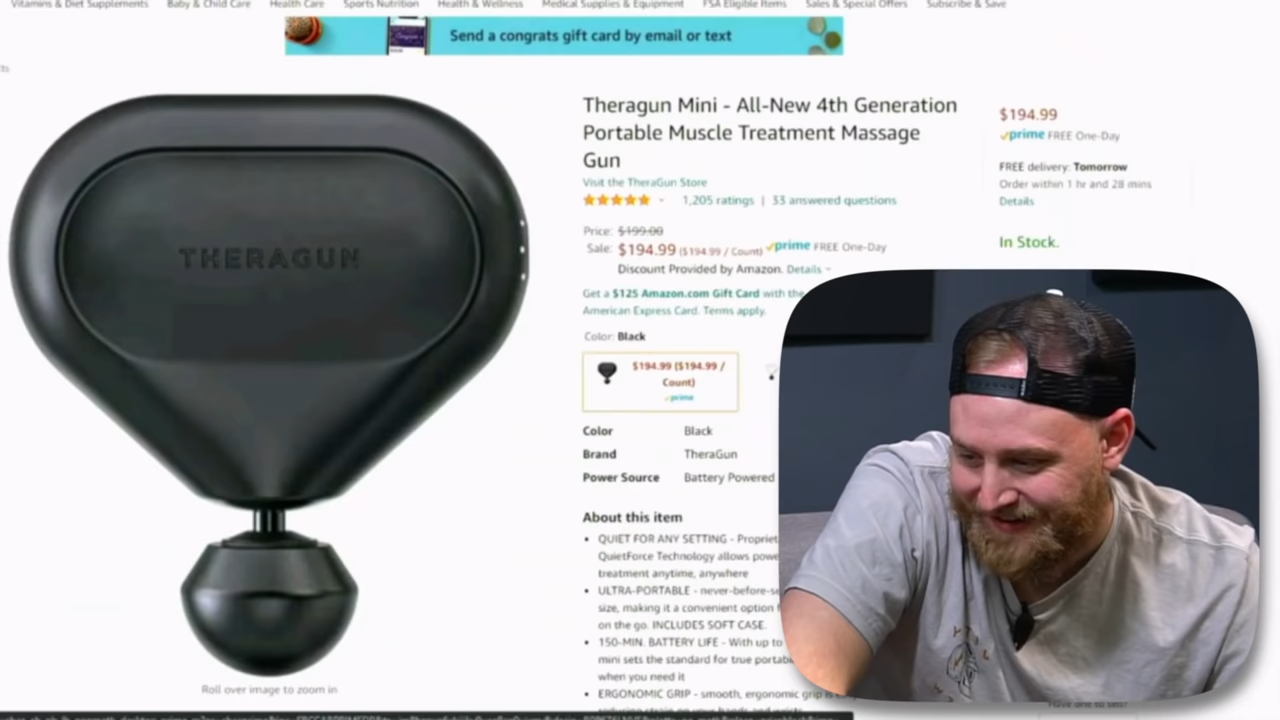 Vitamins & Diet Supplements Baby & Child Care Health Care Sports Nutrition Health & Wellness Medical Supplies & Equipment FSA Eligible Items Sales & Special Offers Subscribe & Save
Send a congrats gift card by email or text
THERAGUN
Roll over image to zoom in
Theragun Mini - All-New 4th Generation
Portable Muscle Treatment Massage
Gun
Visit the TheraGun Store
1,205 ratings | 33 answered questions
Price: $199.00
Sale: $194.99 ($194.99 / Count) prime FREE One-Day
Discount Provided by Amazon. Details
Get a $125 Amazon.com Gift Card with the
American Express Card. Terms apply.
Color: Black
$194.99 ($194.99 /
Count)
prime
Color Black
Brand TheraGun
Power Source Battery Powered
About this item
• QUIET FOR ANY SETTING - Propriet
QuietForce Technology allows powe
treatment anytime, anywhere
• ULTRA-PORTABLE - never-before-se
size, making it a convenient option f
on the go. INCLUDES SOFT CASE.
• 150-MIN. BATTERY LIFE - With up to
mini sets the standard for true portab
when you need it
• ERGONOMIC GRIP - smooth, ergonomic grip is
$194.99
prime FREE One-Day
FREE delivery: Tomorrow
Order within 1 hr and 28 mins
Details
In Stock.